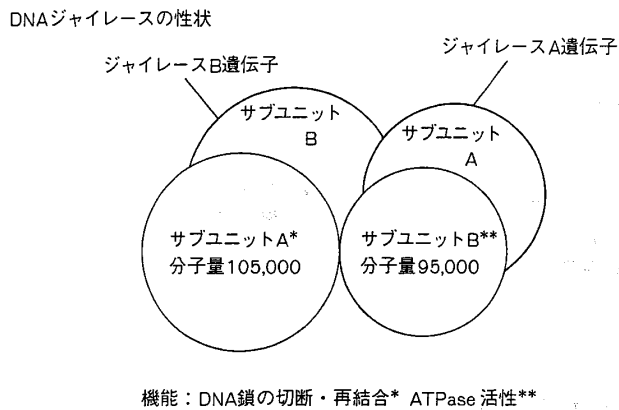 DNAジャイレースの性状
ジャイレースB遺伝子
ジャイレースA遺伝子
サブユニット
B
サブユニット
A
サブユニットA*
分子量105,000
サブユニットB**
分子量95,000
機能：DNA鎖の切断・再結合* ATPase活性**